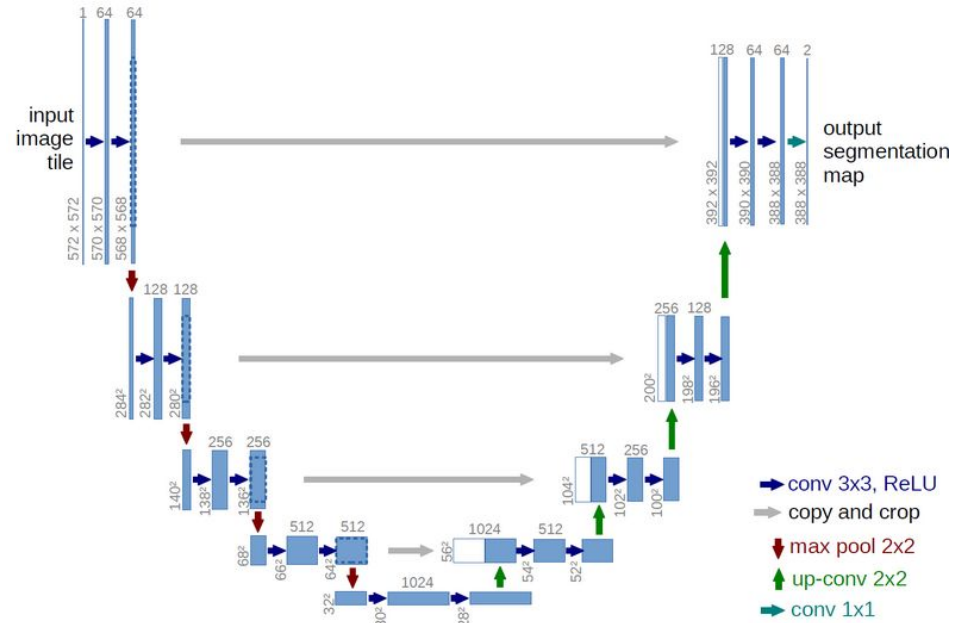 1 64 64
input
image
tile
572 x 572
570 x 570
568 x 568
128 64 64 2
392 x 392
390 x 390
388 x 388
388 x 388
output
segmentation
map
128 128
284²
282²
280²
256 128
200²
198²
196²
256 256
140²
138²
136²
512 256
104²
102²
100²
512 512
68²
66²
64²
1024 512
56²
54²
52²
1024
32²
conv 3x3, ReLU
copy and crop
max pool 2x2
up-conv 2x2
conv 1x1